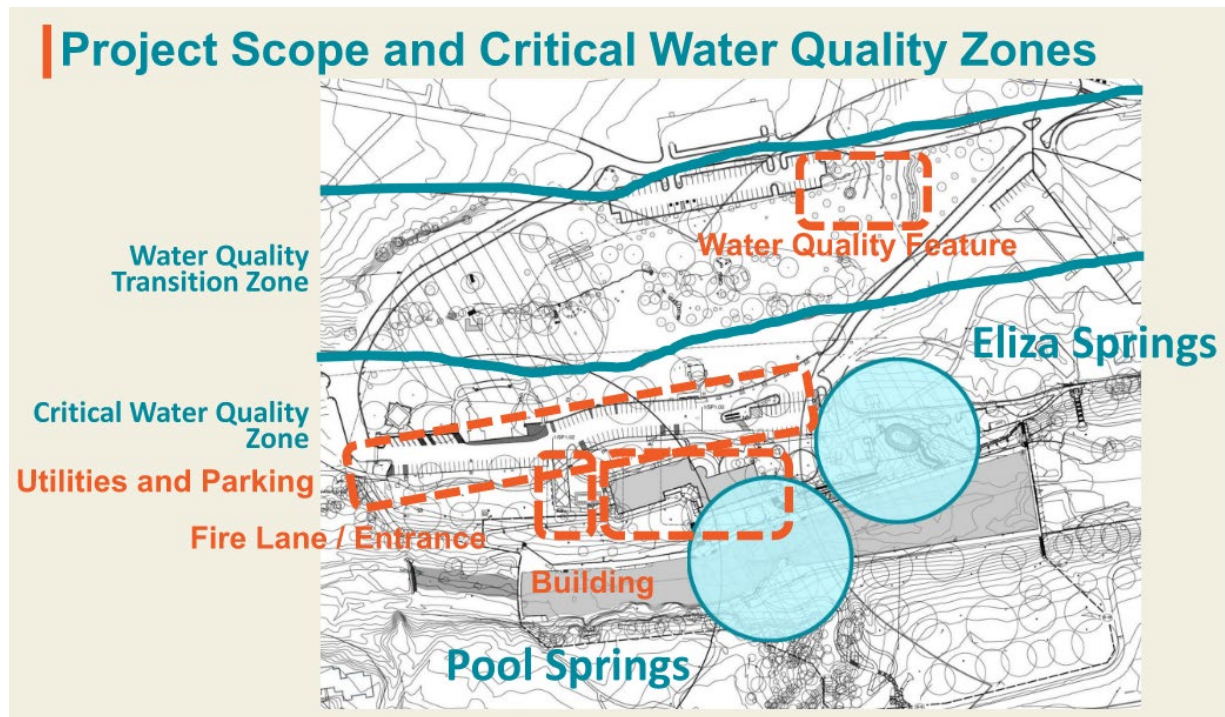 Project Scope and Critical Water Quality Zones
Water Quality Feature
Water Quality
Transition Zone
Eliza Springs
Critical Water Quality
Zone
Utilities and Parking
Fire Lane / Entrance
Building
Pool Springs